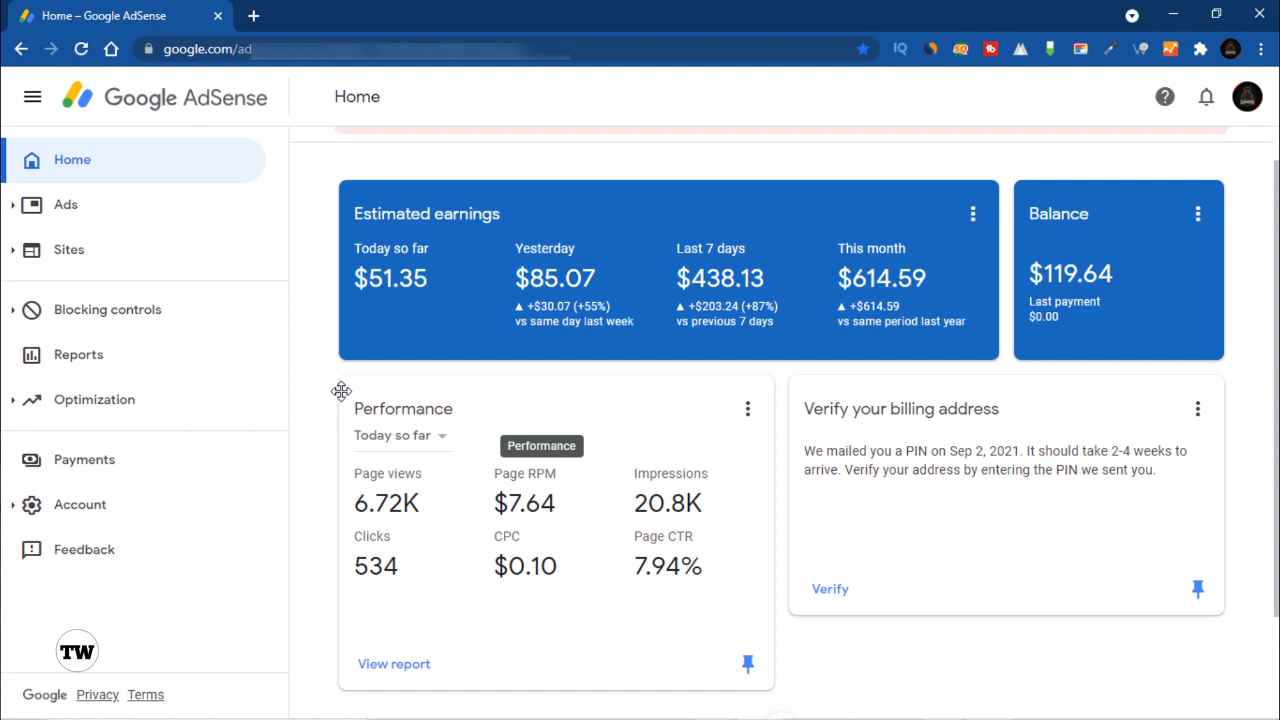 Home – Google AdSense
google.com/ad
IQ
Google AdSense
Home
Home
Ads
Sites
Blocking controls
Reports
Optimization
Payments
Account
Feedback
TW
Google Privacy Terms
Estimated earnings
Today so far
$51.35
Yesterday
$85.07
+$30.07 (+55%)
vs same day last week
Last 7 days
$438.13
+$203.24 (+87%)
vs previous 7 days
This month
$614.59
+$614.59
vs same period last year
Balance
$119.64
Last payment
$0.00
Performance
Today so far
Performance
Page views
6.72K
Page RPM
$7.64
Impressions
20.8K
Clicks
534
CPC
$0.10
Page CTR
7.94%
View report
Verify your billing address
We mailed you a PIN on Sep 2, 2021. It should take 2-4 weeks to
arrive. Verify your address by entering the PIN we sent you.
Verify